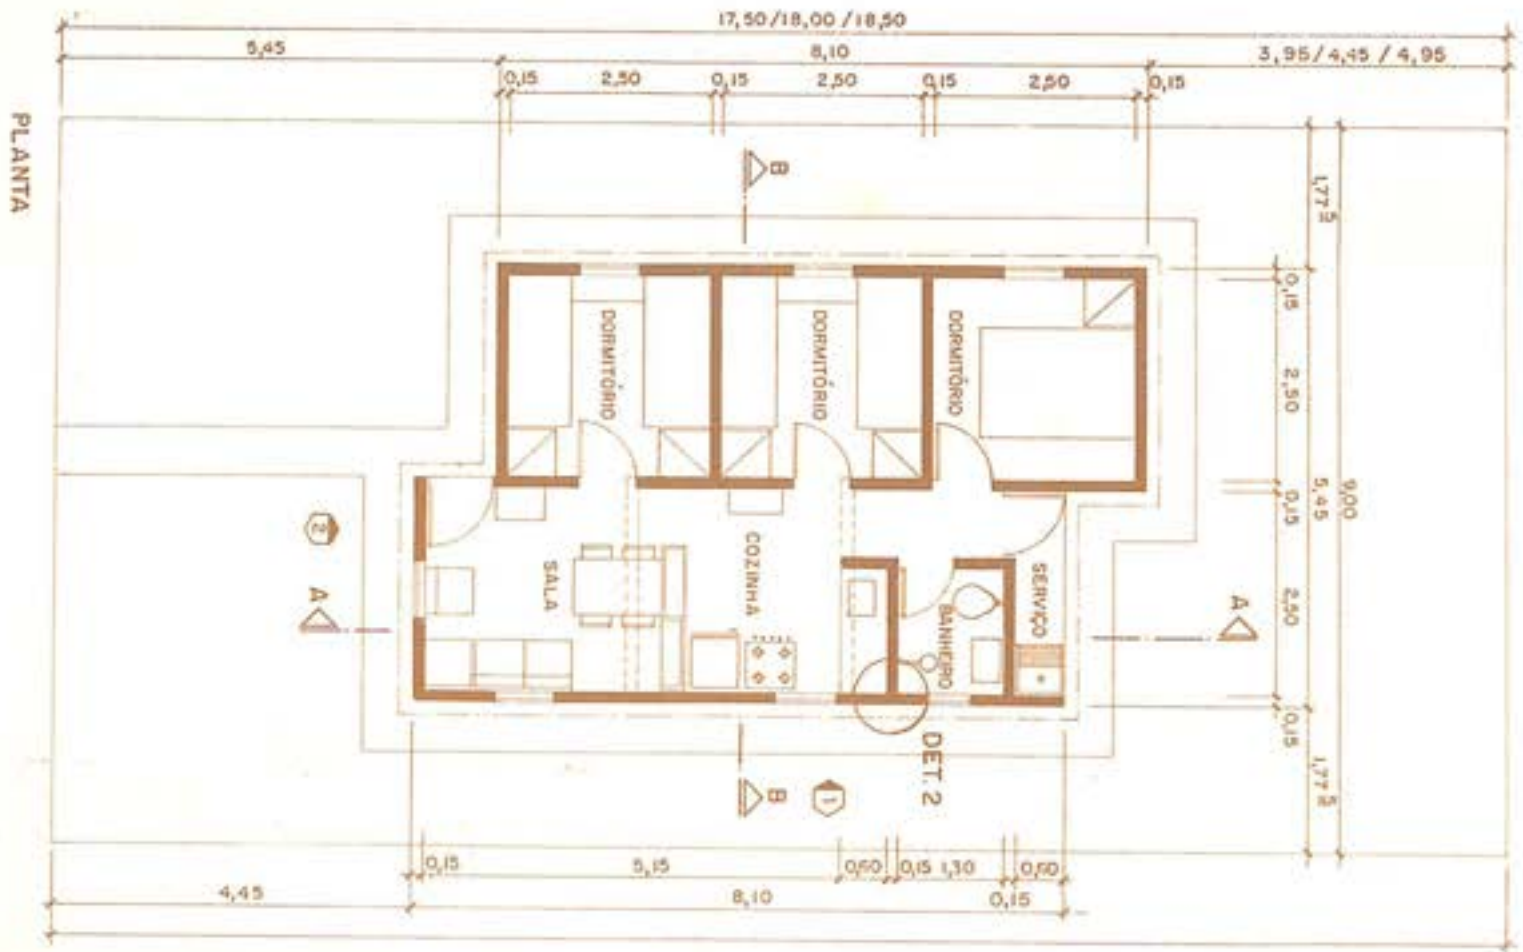 17,50/18,00/18,50
5,45
8,10
3,95/4,45/4,95
0,15
2,50
0,15
2,50
0,15
2,50
0,15
PLANTA
B
1,77⁵
0,15
DORMITÓRIO
DORMITÓRIO
DORMITÓRIO
2,50
9,00
5,45
0,15
2
A
SALA
COZINHA
BANHEIRO
SERVIÇO
2,50
A
0,15
1,77⁵
DET. 2
B
1
0,15
5,15
0,60
0,15
1,30
0,60
0,15
4,45
8,10